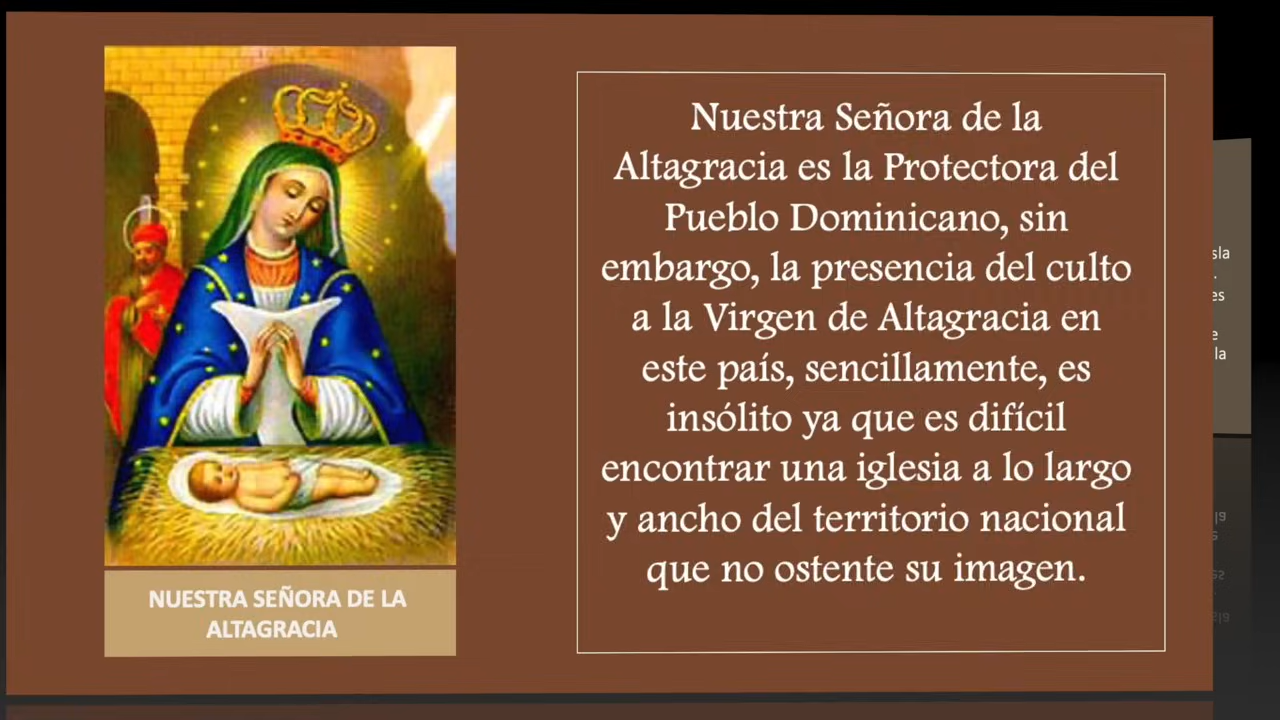 Nuestra Señora de la
Altagracia es la Protectora del
Pueblo Dominicano, sin
embargo, la presencia del culto
a la Virgen de Altagracia en
este país, sencillamente, es
insólito ya que es difícil
encontrar una iglesia a lo largo
y ancho del territorio nacional
que no ostente su imagen.
NUESTRA SEÑORA DE LA
ALTAGRACIA